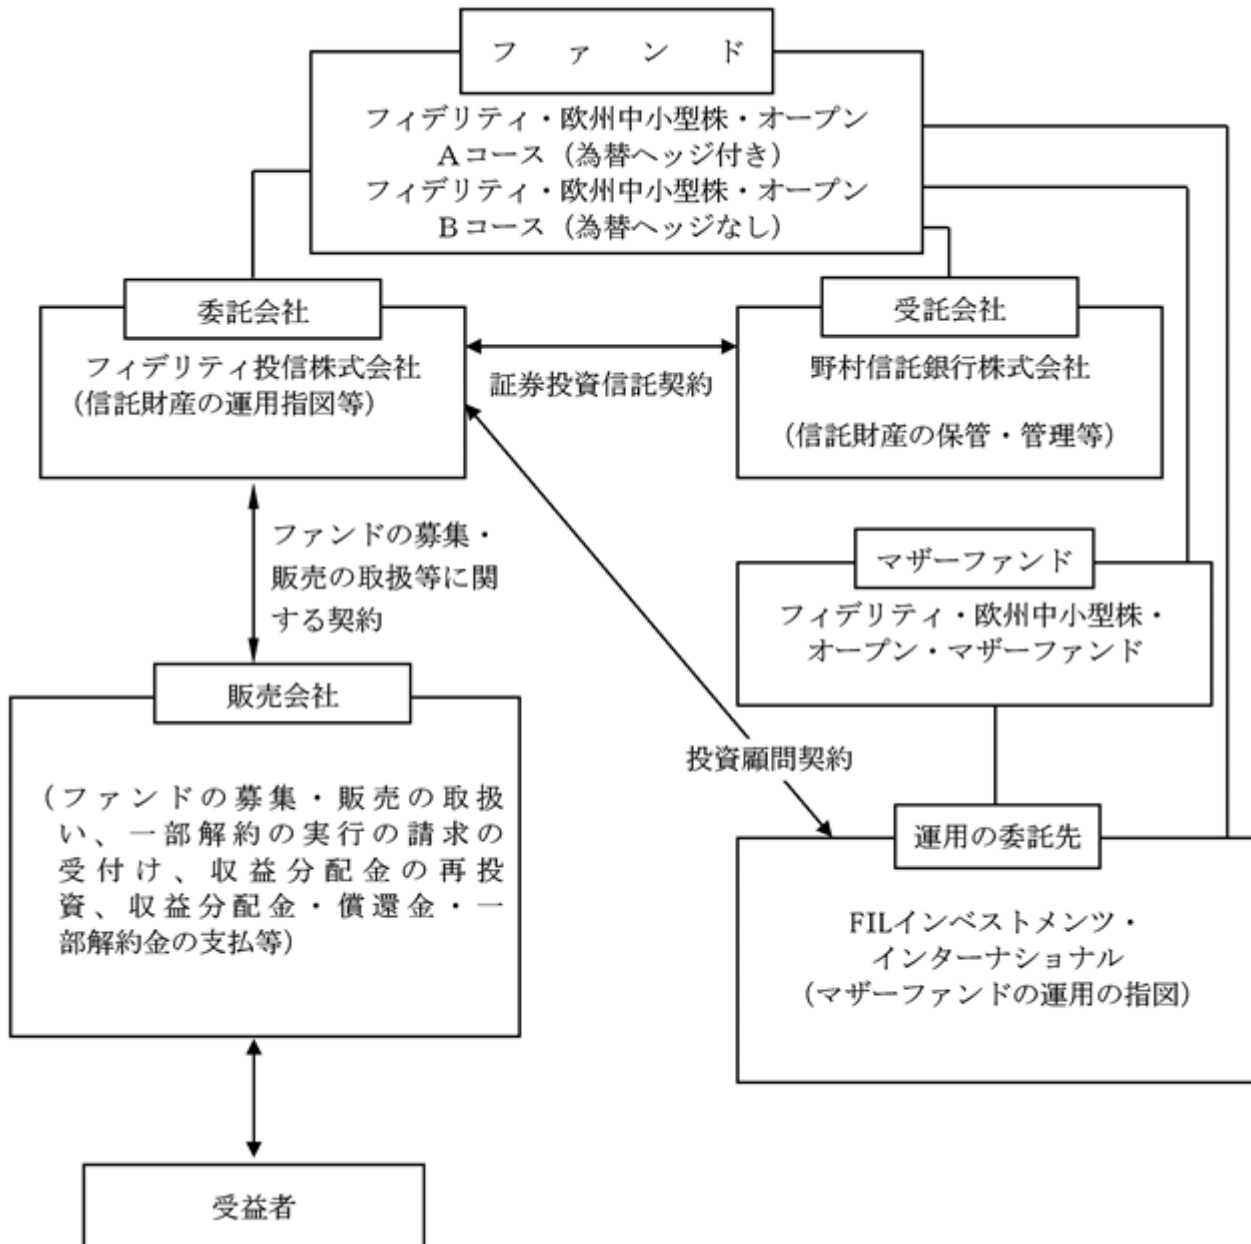 ファンド
フィデリティ・欧州中小型株・オープン
Aコース（為替ヘッジ付き）
フィデリティ・欧州中小型株・オープン
Bコース（為替ヘッジなし）
委託会社
フィデリティ投信株式会社
（信託財産の運用指図等）
証券投資信託契約
受託会社
野村信託銀行株式会社
（信託財産の保管・管理等）
ファンドの募集・
販売の取扱等に関
する契約
マザーファンド
フィデリティ・欧州中小型株・
オープン・マザーファンド
販売会社
（ファンドの募集・販売の取扱
い、一部解約の実行の請求の
受付け、収益分配金の再投
資、収益分配金・償還金・一
部解約金の支払等）
投資顧問契約
運用の委託先
FILインベストメンツ・
インターナショナル
（マザーファンドの運用の指図）
受益者